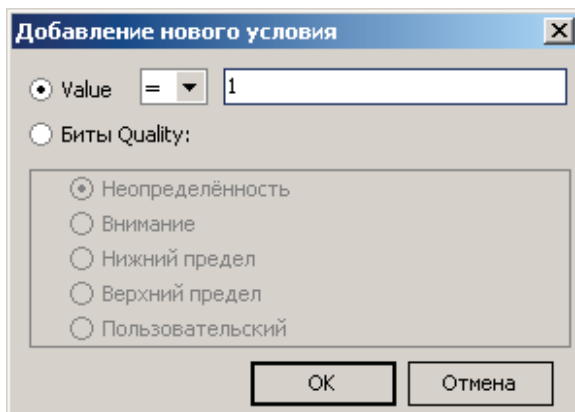 Добавление нового условия
Value = 1
Биты Quality:
Неопределённость
Внимание
Нижний предел
Верхний предел
Пользовательский
OK Отмена